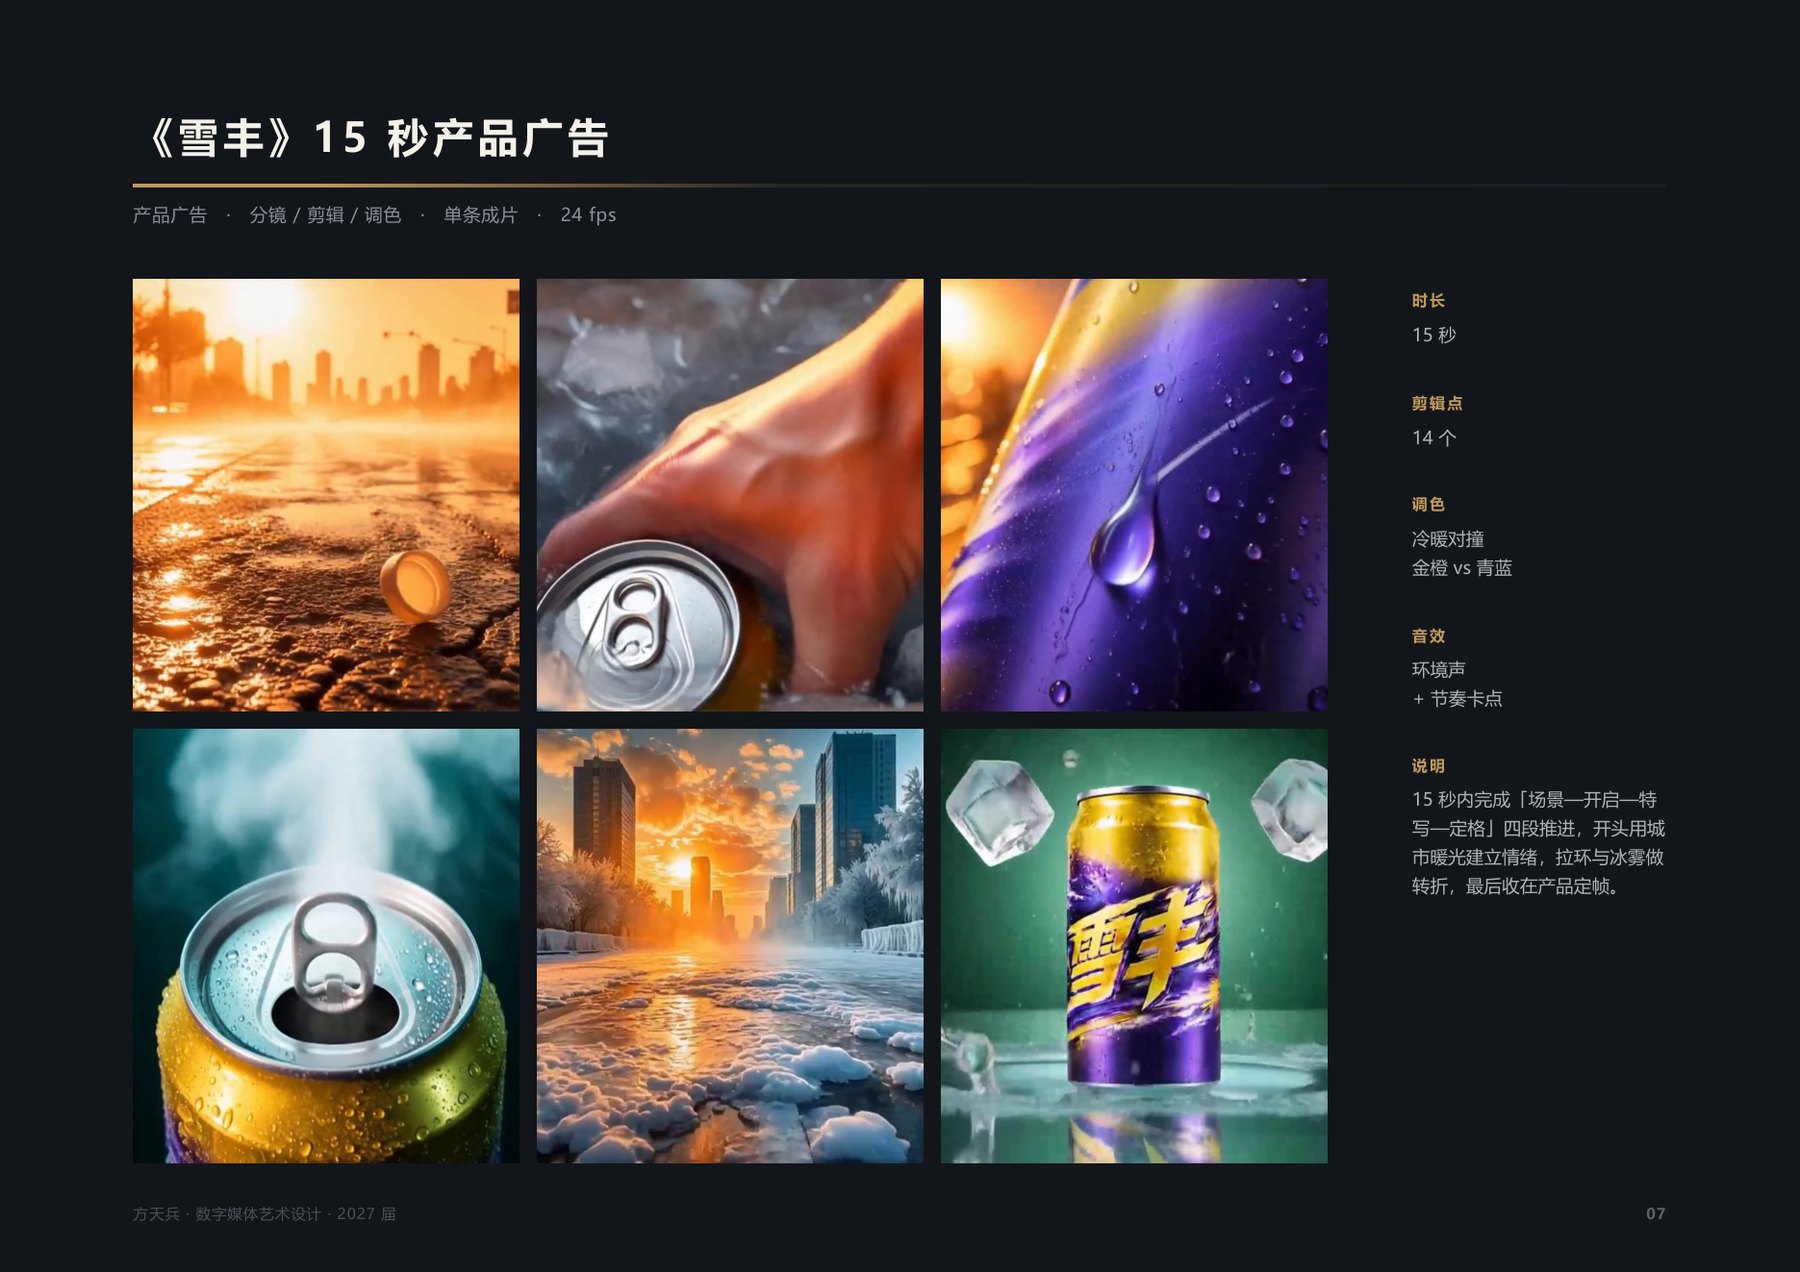 《雪丰》15 秒产品广告
产品广告 · 分镜 / 剪辑 / 调色 · 单条成片 · 24 fps
时长
15 秒
剪辑点
14 个
调色
冷暖对撞
金橙 vs 青蓝
音效
环境声
+ 节奏卡点
说明
15 秒内完成「场景—开启—特
写—定格」四段推进，开头用城
市暖光建立情绪，拉环与冰雾做
转折，最后收在产品定帧。
雪丰
方天兵 · 数字媒体艺术设计 · 2027 届
07